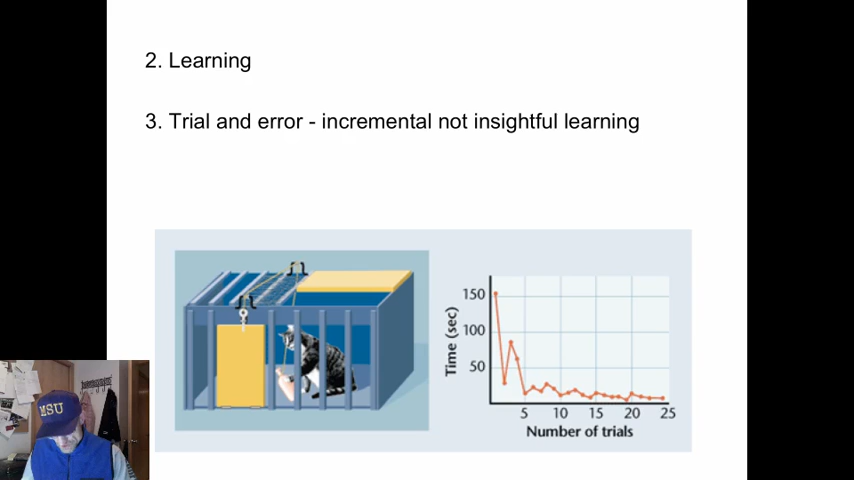 2. Learning
3. Trial and error - incremental not insightful learning
150
100
50
Time (sec)
5 10 15 20 25
Number of trials
MSU